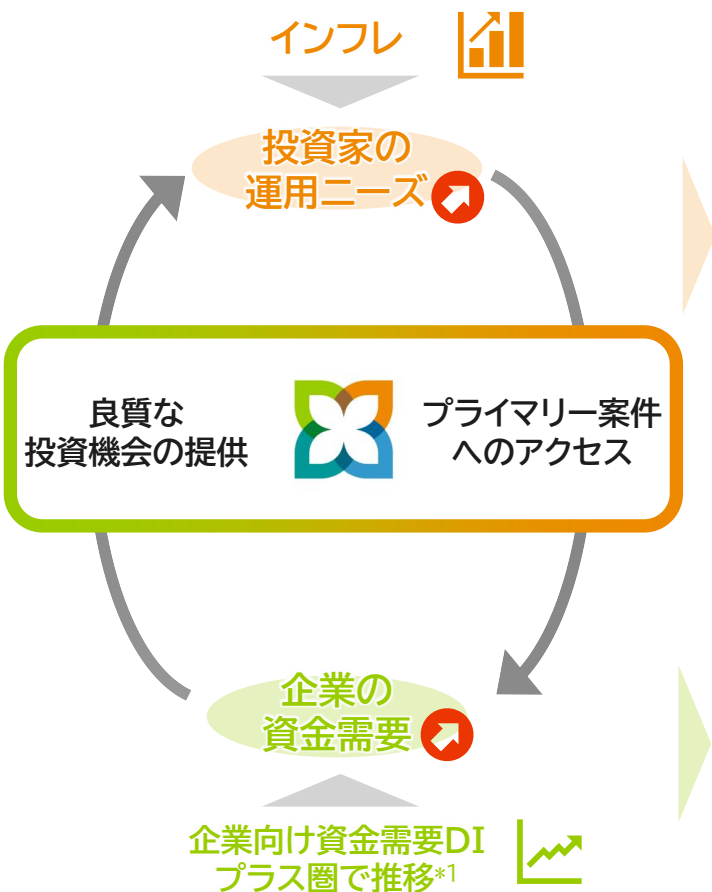 インフレ
投資家の
運用ニーズ
良質な
投資機会の提供
プライマリー案件
へのアクセス
企業の
資金需要
企業向け資金需要DI
プラス圏で推移*1